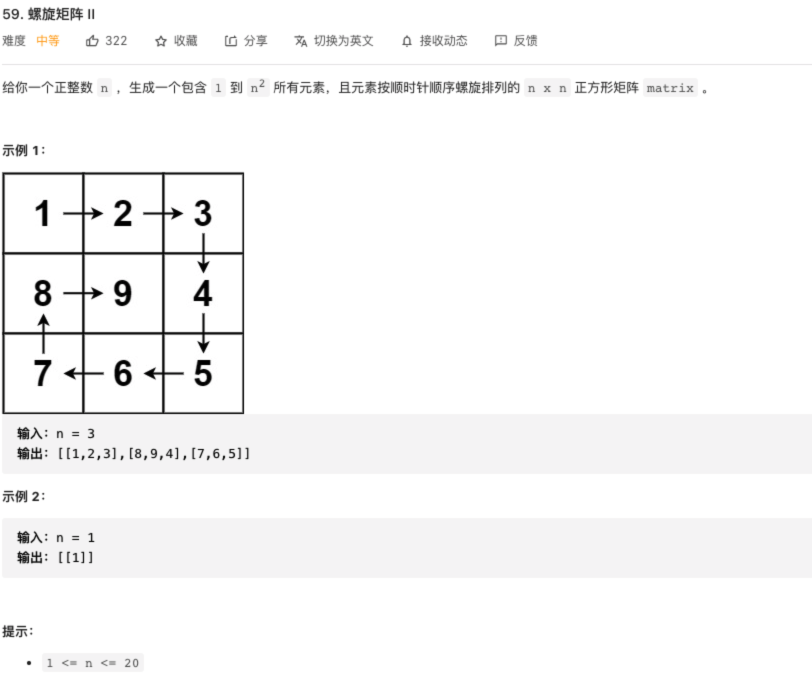 59. 螺旋矩阵 II
难度 中等 322 收藏 分享 切换为英文 接收动态 反馈
给你一个正整数 n ，生成一个包含 1 到 n² 所有元素，且元素按顺时针顺序螺旋排列的 n x n 正方形矩阵 matrix 。
示例 1：
1 2 3
8 9 4
7 6 5
输入：n = 3
输出：[[1,2,3],[8,9,4],[7,6,5]]
示例 2：
输入：n = 1
输出：[[1]]
提示：
• 1 <= n <= 20